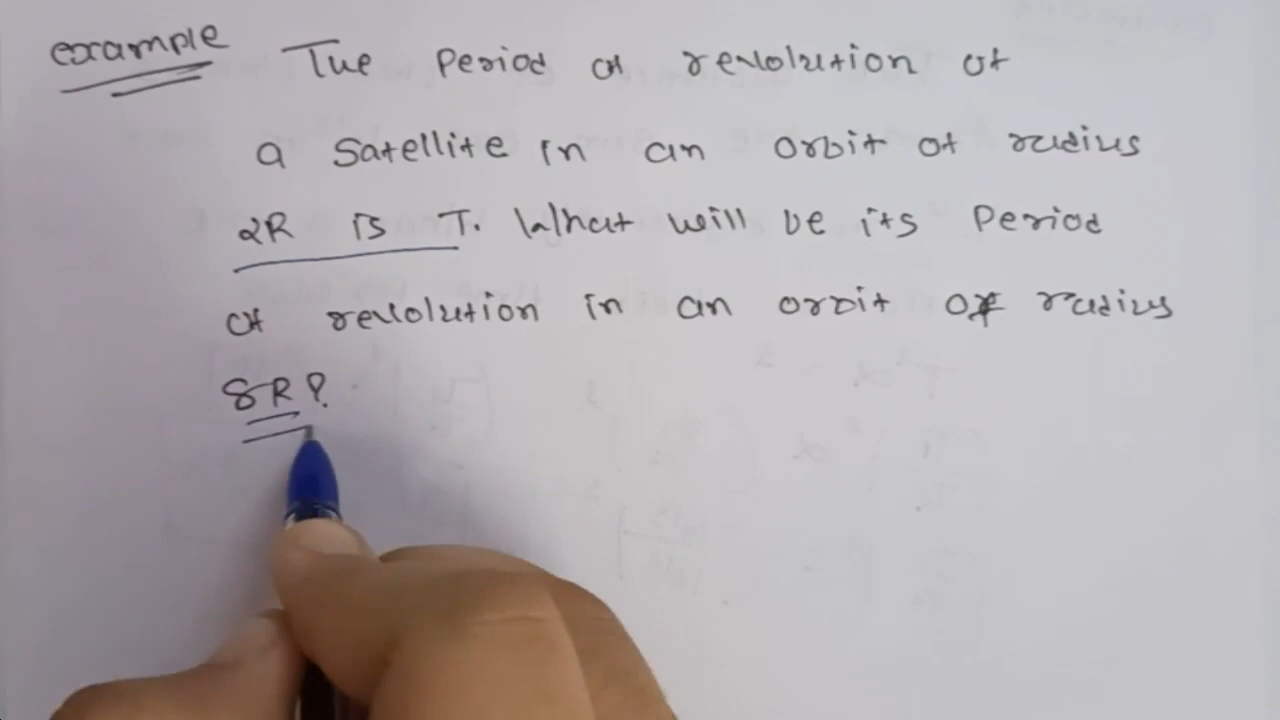 example The Period of revolution of
a Satellite in an orbit of radius
2R is T. What will be its Period
of revolution in an orbit of radius
8R?